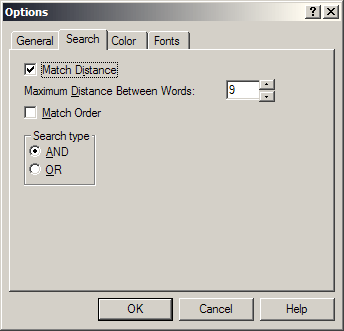 Options
General Search Color Fonts
Match Distance
Maximum Distance Between Words: 9
Match Order
Search type
AND
OR
OK Cancel Help